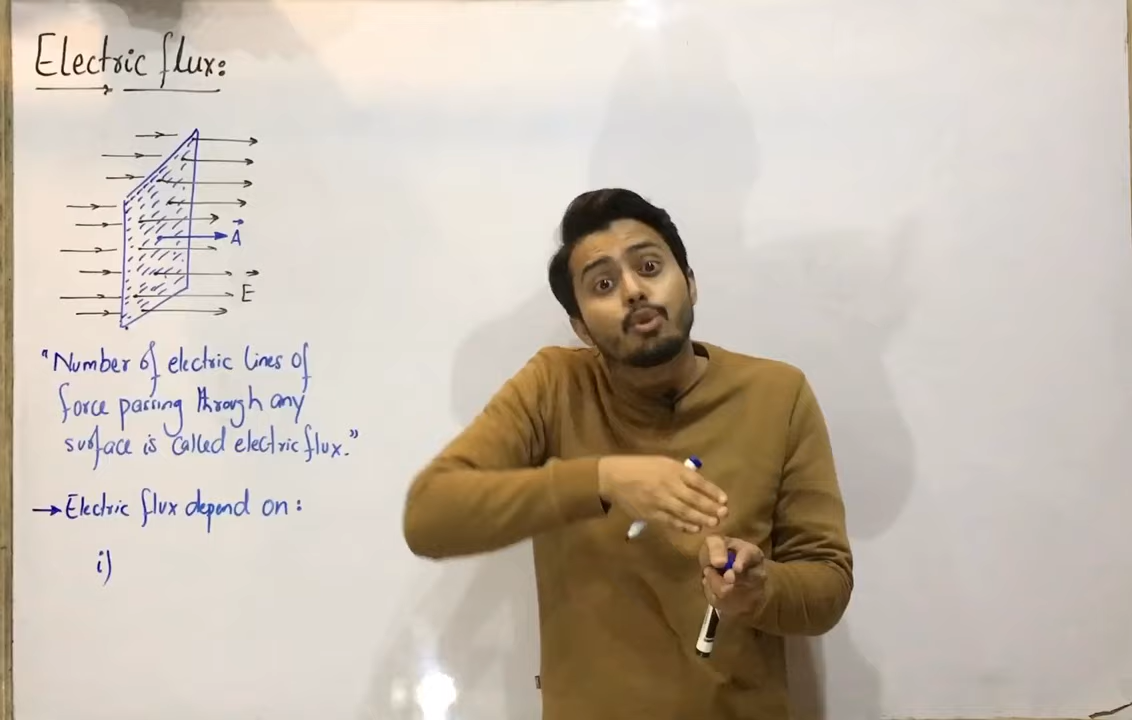 Electric flux:
A
E
"Number of electric lines of
force passing through any
surface is called electric flux."
→ Electric flux depend on:
i)